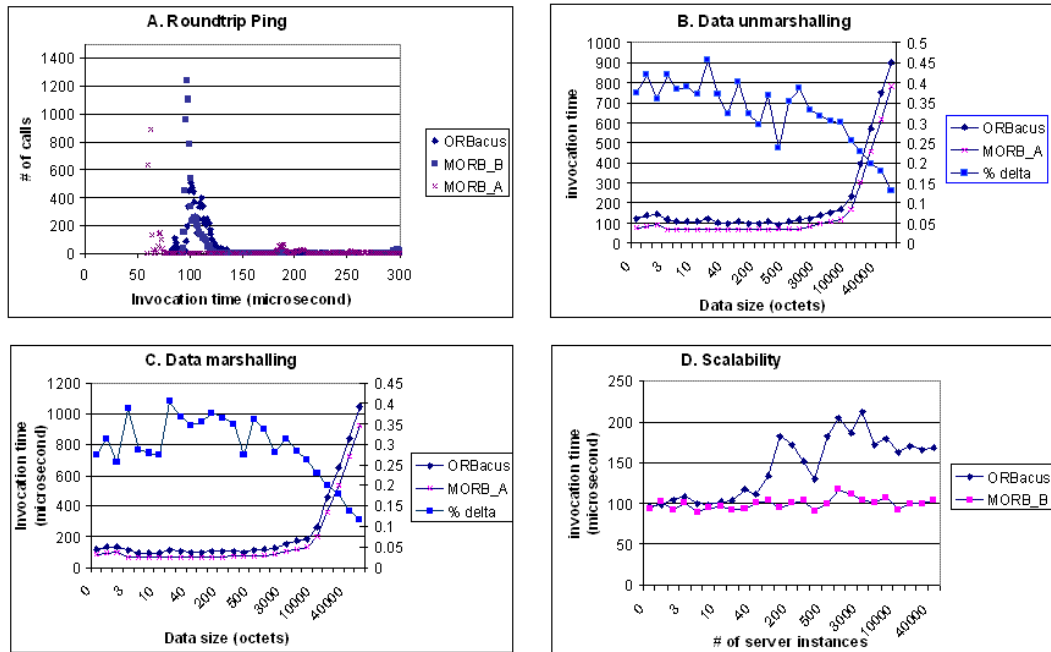 A. Roundtrip Ping
# of calls
1400
1200
1000
800
600
400
200
0
0 50 100 150 200 250 300
Invocation time (microsecond)
ORBacus
MORB_B
MORB_A
B. Data unmarshalling
invocation time
1000
900
800
700
600
500
400
300
200
100
0
0.5
0.45
0.4
0.35
0.3
0.25
0.2
0.15
0.1
0.05
0
0 3 10 40 200 500 3000 10000 40000
Data size (octets)
ORBacus
MORB_A
% delta
C. Data marshalling
Invocation time
(microsecond)
1200
1000
800
600
400
200
0
0.45
0.4
0.35
0.3
0.25
0.2
0.15
0.1
0.05
0
0 3 10 40 200 500 3000 10000 40000
Data size (octets)
ORBacus
MORB_A
% delta
D. Scalability
invocation time
(microsecond)
250
200
150
100
50
0
0 3 10 40 200 500 3000 10000 40000
# of server instances
ORBacus
MORB_B